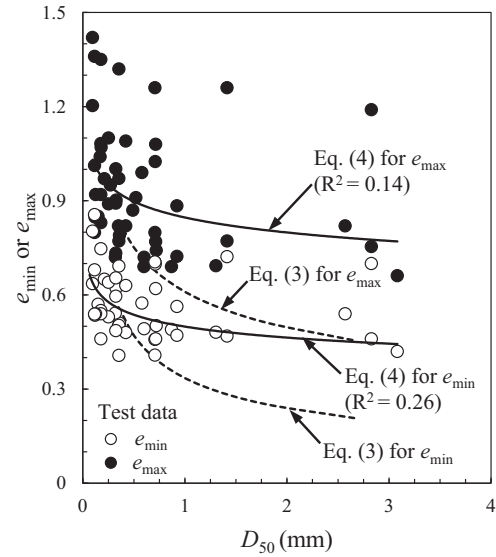 1.5
1.2
0.9
0.6
0.3
0
e_min or e_max
Eq. (4) for
e_max
(R² = 0.14)
Eq. (3) for e_max
Eq. (4) for e_min
(R² = 0.26)
Eq. (3) for e_min
Test data
e_min
e_max
0 1 2 3 4
D₅₀ (mm)